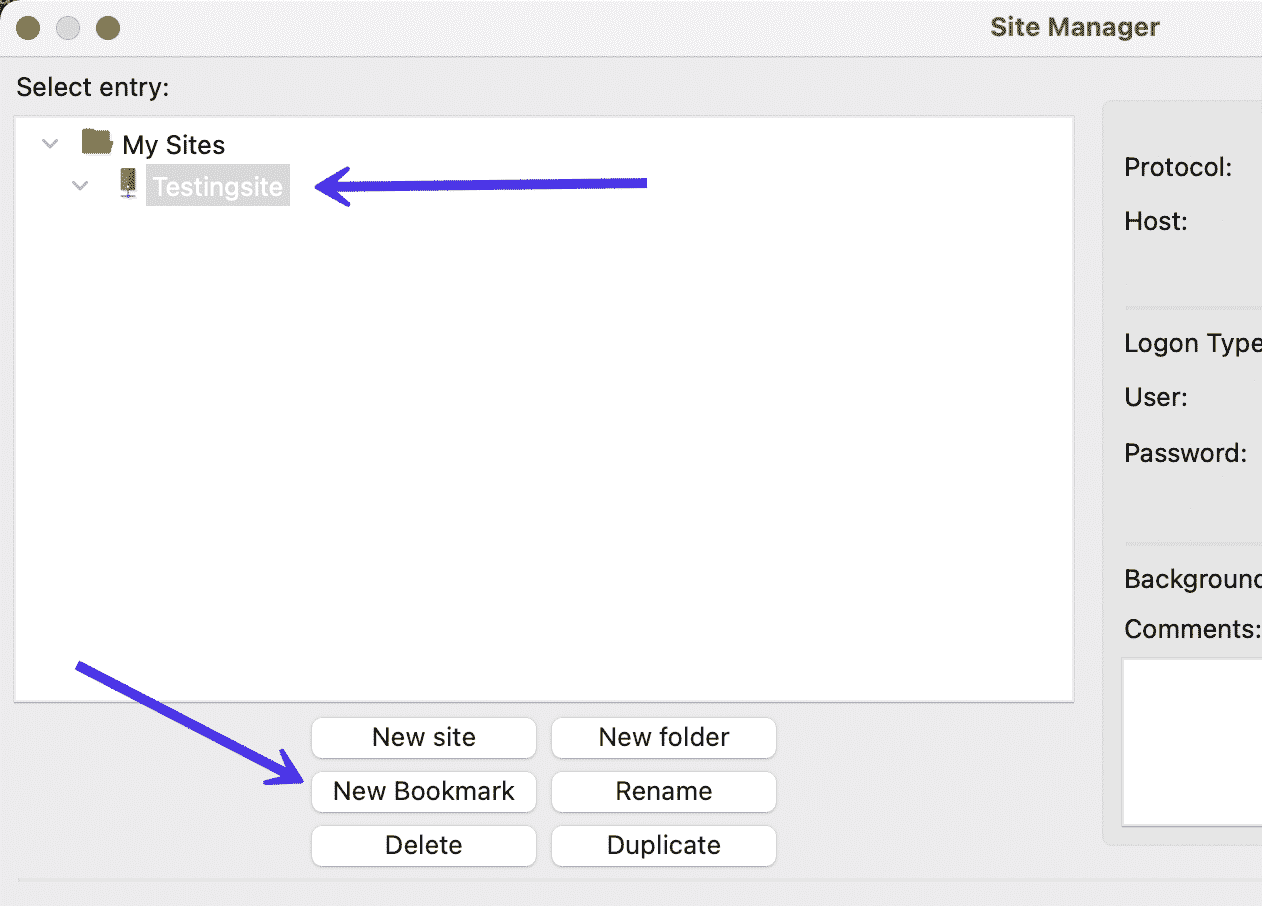 Site Manager
Select entry:
My Sites
Testingsite
Protocol:
Host:
Logon Type
User:
Password:
Background
Comments:
New site
New folder
New Bookmark
Rename
Delete
Duplicate